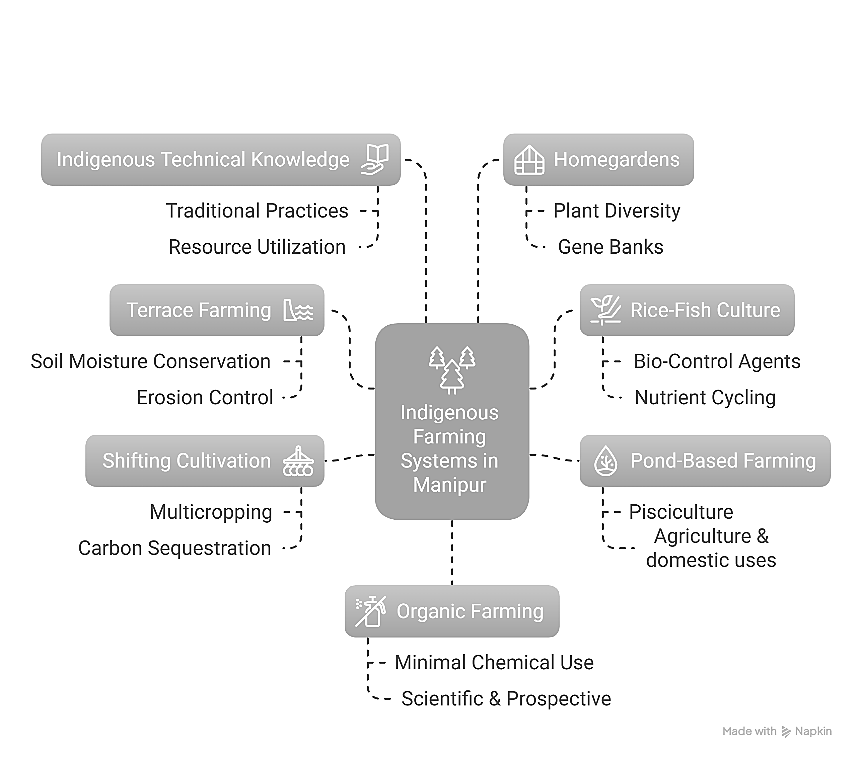 Indigenous Technical Knowledge
Traditional Practices
Resource Utilization
Homegardens
Plant Diversity
Gene Banks
Terrace Farming
Soil Moisture Conservation
Erosion Control
Rice-Fish Culture
Bio-Control Agents
Nutrient Cycling
Indigenous
Farming
Systems in
Manipur
Shifting Cultivation
Multicropping
Carbon Sequestration
Pond-Based Farming
Pisciculture
Agriculture &
domestic uses
Organic Farming
Minimal Chemical Use
Scientific & Prospective
Made with Napkin